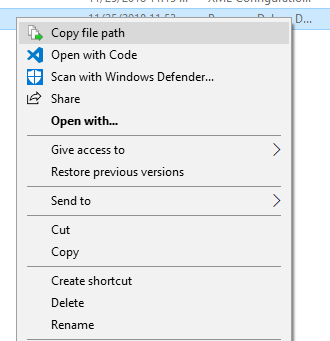 Copy file path
Open with Code
Scan with Windows Defender...
Share
Open with...
Give access to
Restore previous versions
Send to
Cut
Copy
Create shortcut
Delete
Rename